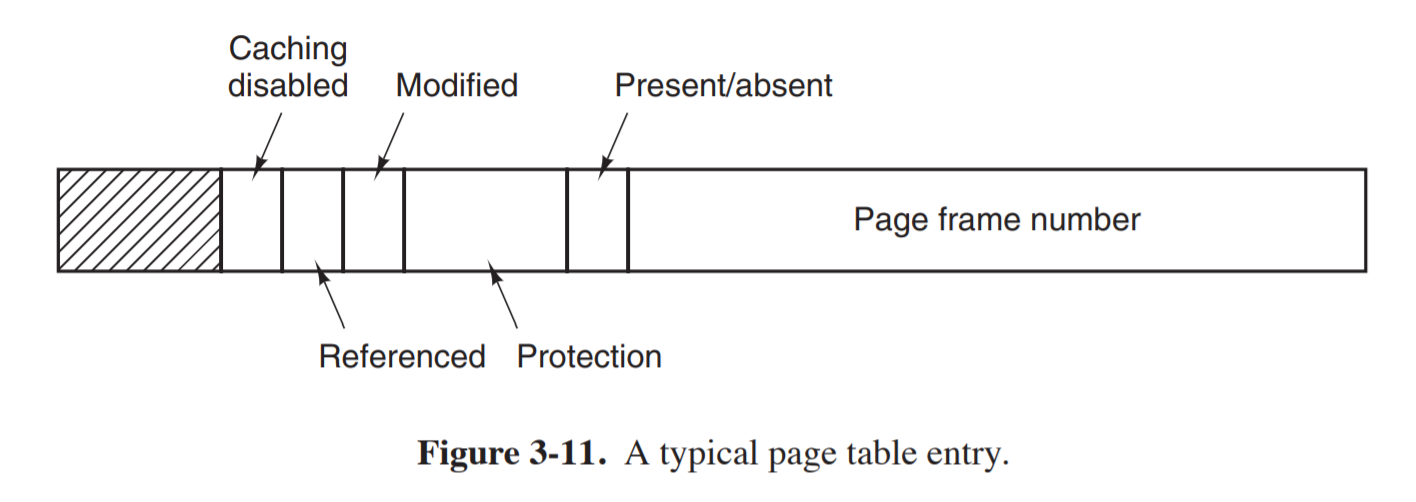 Caching
disabled
Modified
Present/absent
Page frame number
Referenced
Protection
Figure 3-11. A typical page table entry.